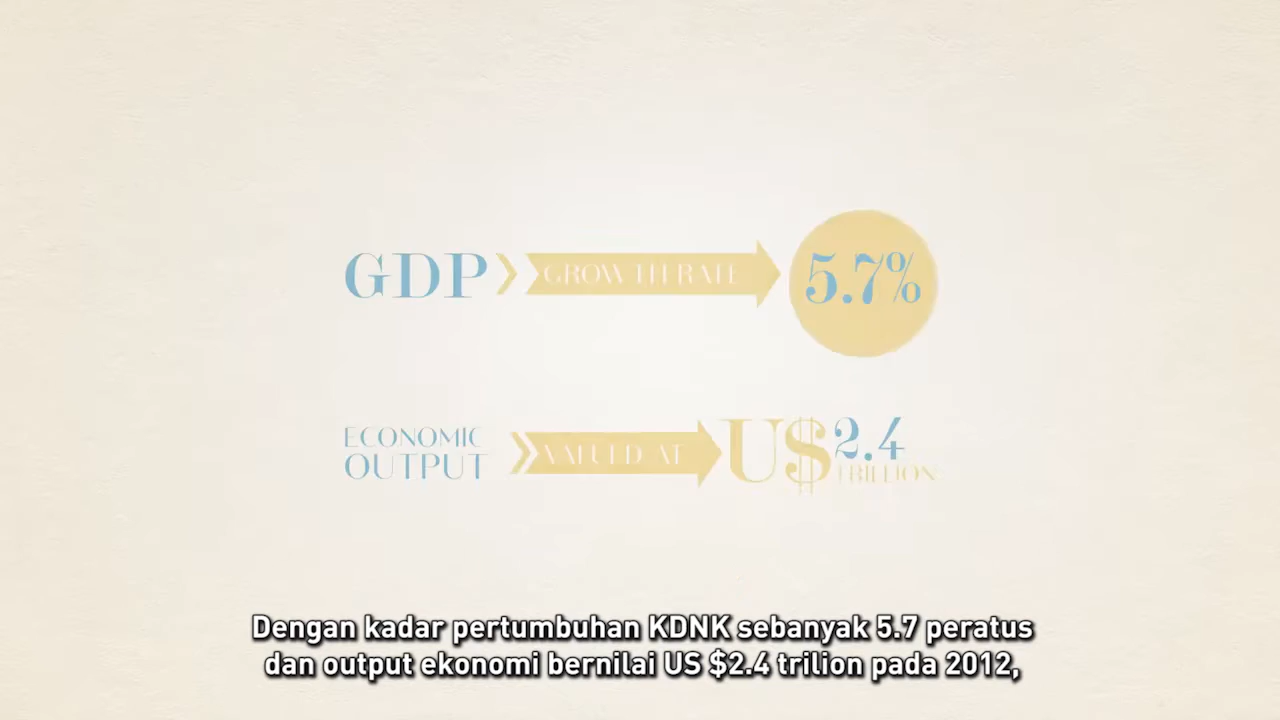 GDP GROWTH RATE 5.7%
ECONOMIC
OUTPUT
VALUED AT
U$ 2.4
TRILLION
Dengan kadar pertumbuhan KDNK sebanyak 5.7 peratus
dan output ekonomi bernilai US $2.4 trilion pada 2012,